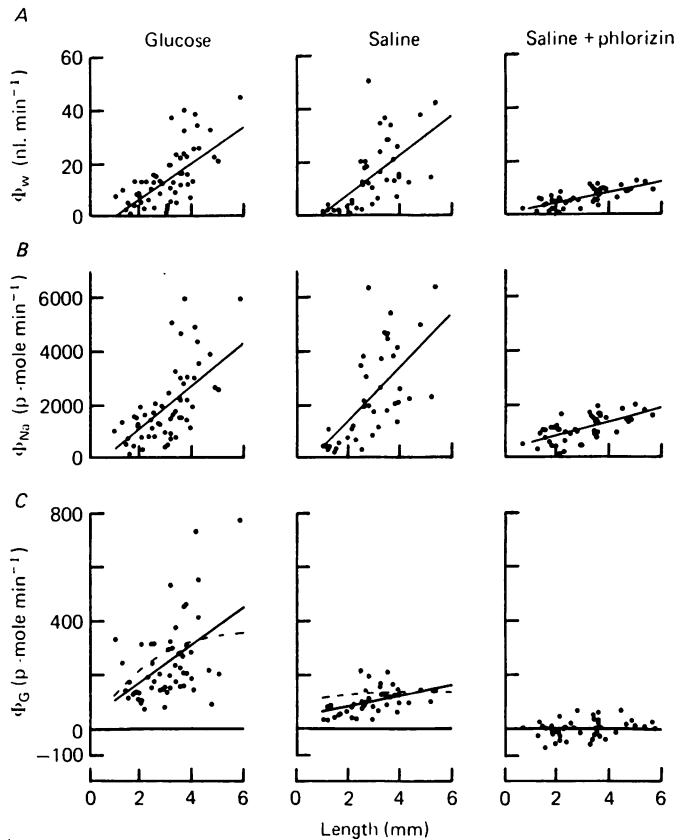 A
Glucose
Saline
Saline + phlorizin
Φw (nl. min⁻¹)
60
40
20
0
B
ΦNa (p·mole min⁻¹)
6000
4000
2000
0
C
ΦG (p·mole min⁻¹)
800
400
0
−100
0 2 4 6
0 2 4 6
0 2 4 6
Length (mm)